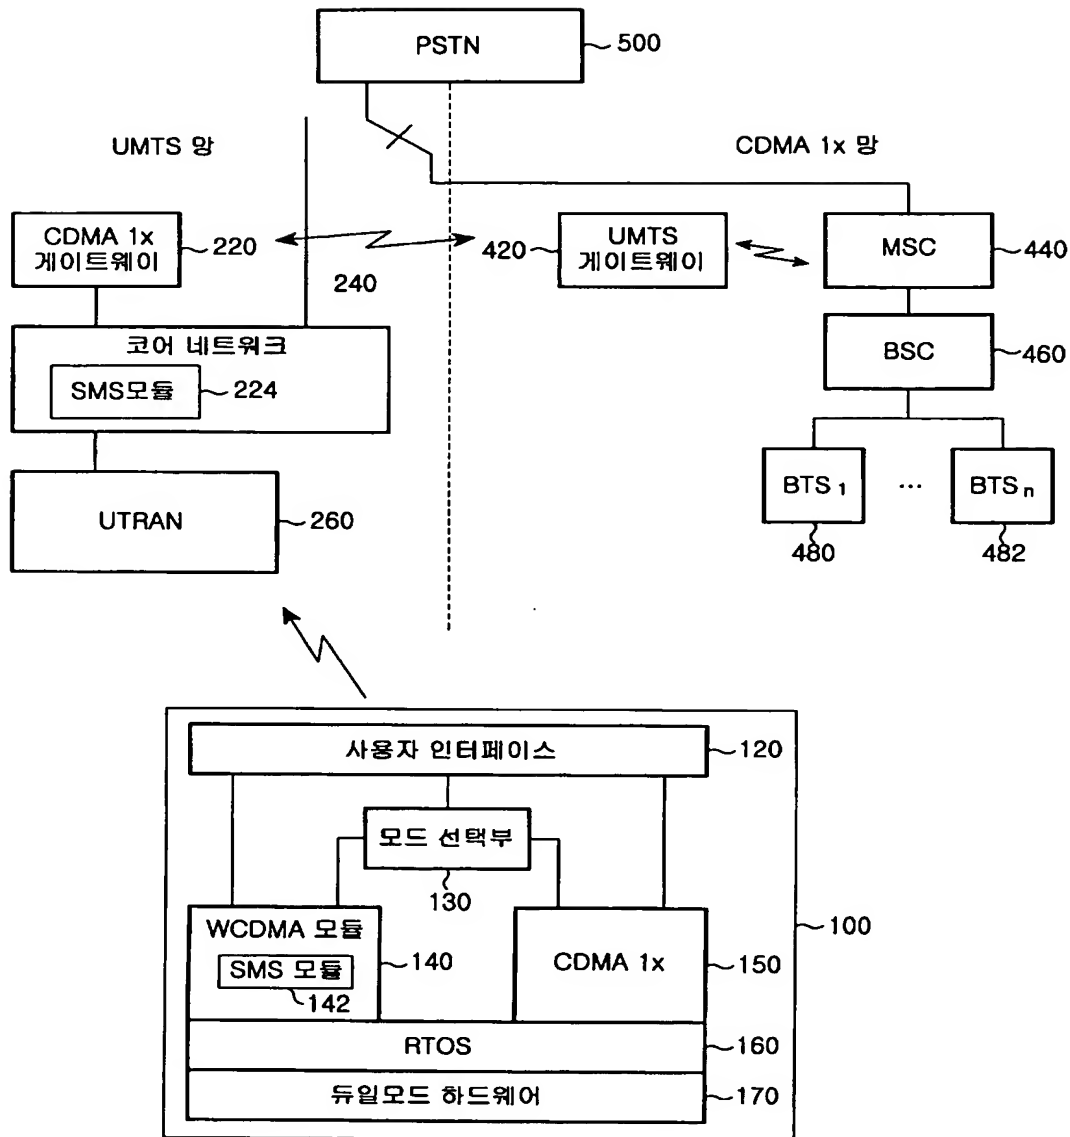 PSTN
500
UMTS 망
CDMA 1x 망
CDMA 1x
게이트웨이
220
240
420
UMTS
게이트웨이
MSC
440
코어 네트워크
SMS모듈
224
BSC
460
UTRAN
260
BTS1
...
BTSn
480
482
사용자 인터페이스
120
모드 선택부
130
WCDMA 모듈
SMS 모듈
140
142
CDMA 1x
150
100
RTOS
160
듀일모드 하드웨어
170